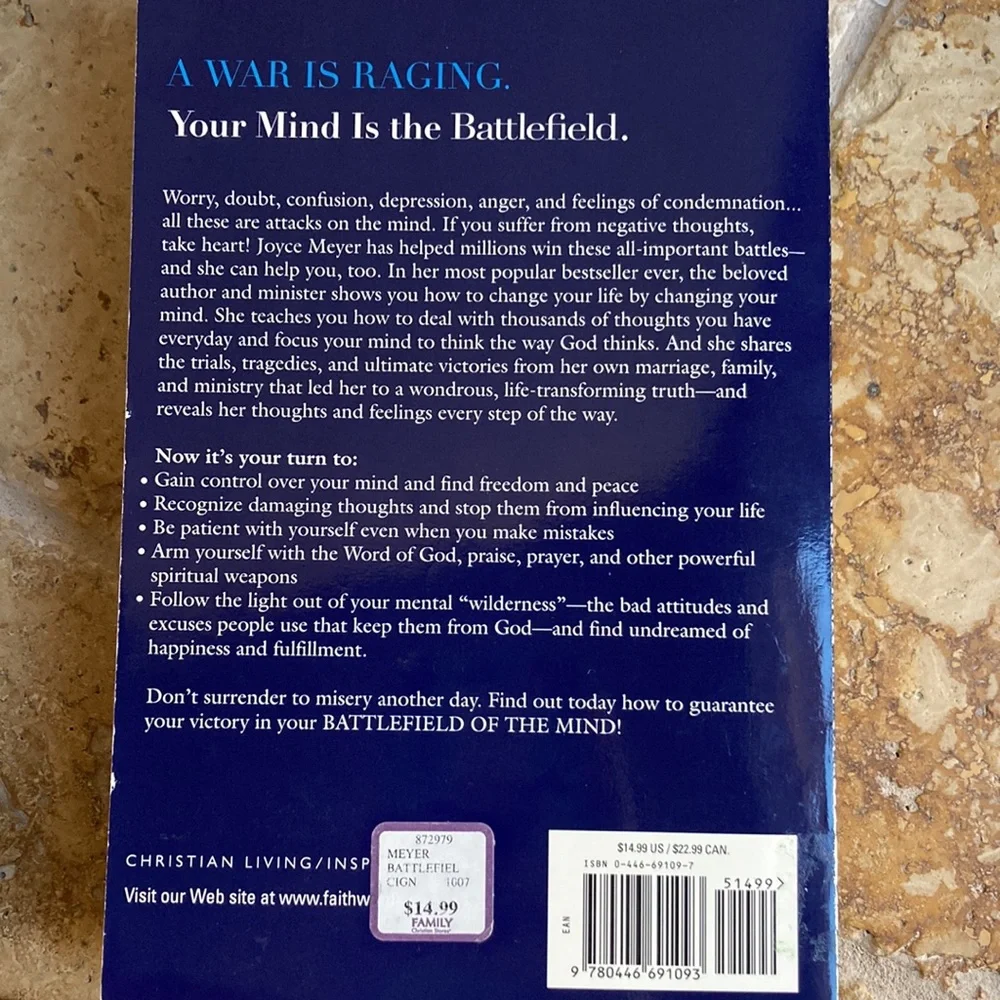 A WAR IS RAGING.
Your Mind Is the Battlefield.
Worry, doubt, confusion, depression, anger, and feelings of condemnation...
all these are attacks on the mind. If you suffer from negative thoughts,
take heart! Joyce Meyer has helped millions win these all-important battles—
and she can help you, too. In her most popular bestseller ever, the beloved
author and minister shows you how to change your life by changing your
mind. She teaches you how to deal with thousands of thoughts you have
everyday and focus your mind to think the way God thinks. And she shares
the trials, tragedies, and ultimate victories from her own marriage, family,
and ministry that led her to a wondrous, life-transforming truth—and
reveals her thoughts and feelings every step of the way.
Now it's your turn to:
• Gain control over your mind and find freedom and peace
• Recognize damaging thoughts and stop them from influencing your life
• Be patient with yourself even when you make mistakes
• Arm yourself with the Word of God, praise, prayer, and other powerful
spiritual weapons
• Follow the light out of your mental "wilderness"—the bad attitudes and
excuses people use that keep them from God—and find undreamed of
happiness and fulfillment.
Don't surrender to misery another day. Find out today how to guarantee
your victory in your BATTLEFIELD OF THE MIND!
CHRISTIAN LIVING/INSP
Visit our Web site at www.faithw
872979
MEYER
BATTLEFIEL
CIGN 1007
$14.99
FAMILY
Christian Stores
$14.99 US / $22.99 CAN.
ISBN 0-446-69109-7
51499>
EAN
9 780446 691093